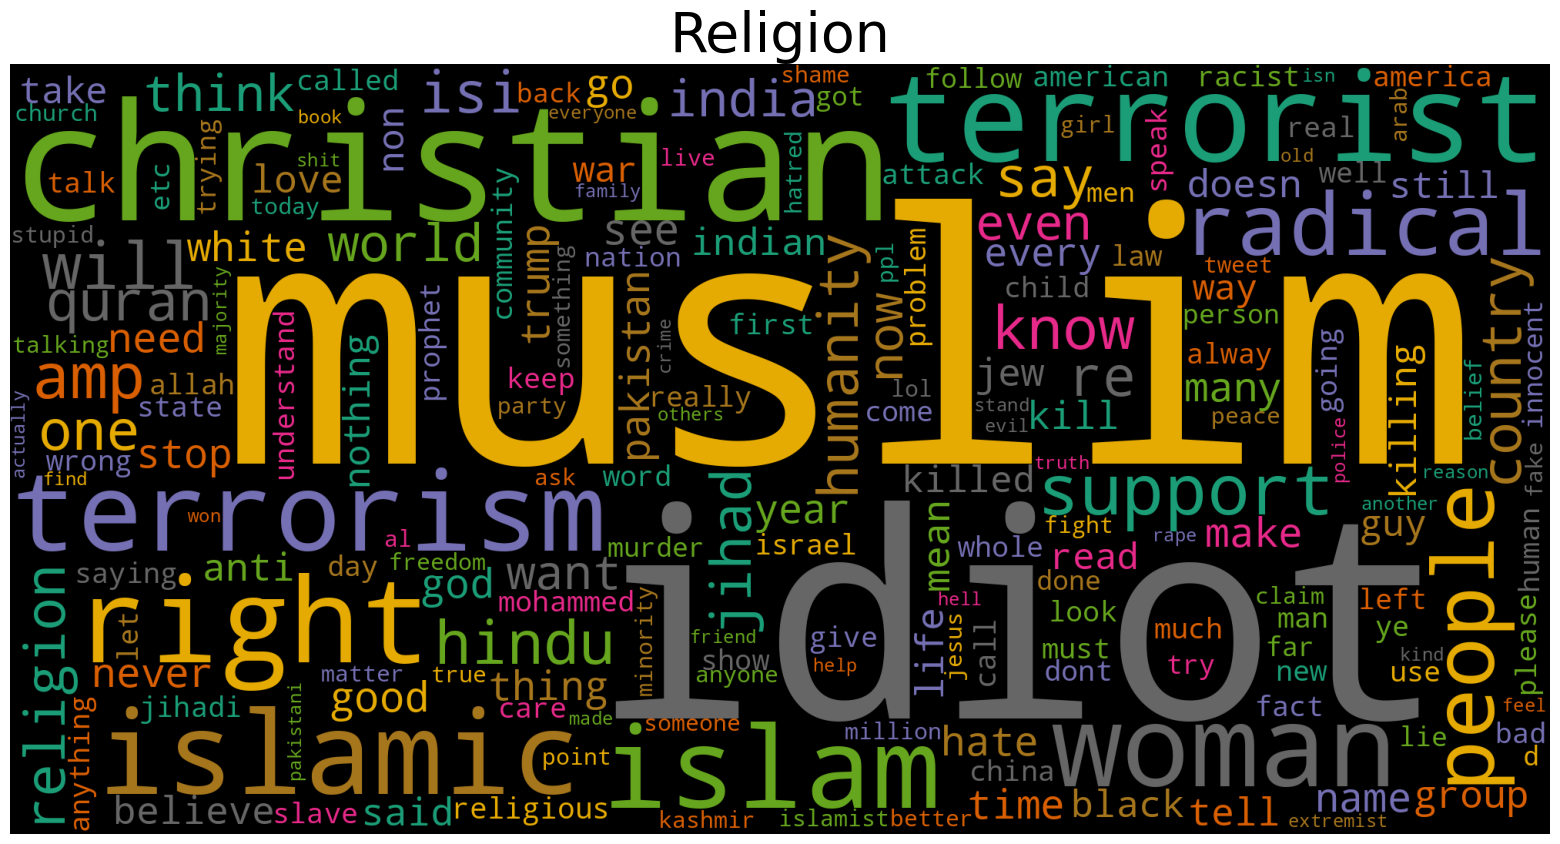 Religion
take
think
called
isi
back
go
india
shame
got
follow
american
racist
isn
america
church
book
non
everyone
terrorist
christian
trying
shit
etc
talk
love
today
war
live
family
hatred
attack
girl
speak
real
arab
old
well
say
men
doesn
still
stupid
will
white
world
community
trump
something
see
nation
indian
even
radical
ppl
problem
every
law
tweet
quran
majority
muslim
prophet
pakistan
first
humanity
now
child
way
person
country
talking
need
understand
nothing
crime
know
alway
going
killing
innocent
amp
allah
keep
really
lol
jew
re
many
belief
state
party
others
come
stand
evil
kill
peace
actually
one
wrong
stop
find
ask
word
killed
truth
police
reason
fake
terrorism
won
al
jihad
year
israel
mean
support
fight
another
guy
murder
whole
rape
make
read
people
human
saying
anti
day
freedom
god
want
idiot
done
religion
right
let
mohammed
minority
friend
hell
look
claim
left
please
hindu
give
life
jesus
call
must
much
man
ye
never
matter
true
thing
show
anyone
help
dont
try
far
kind
new
use
jihadi
good
care
made
someone
million
fact
feel
anything
pakistani
islamic
point
islam
hate
woman
lie
bad
china
d
believe
slave
said
religious
kashmir
islamist
better
time
black
tell
extremist
name
group